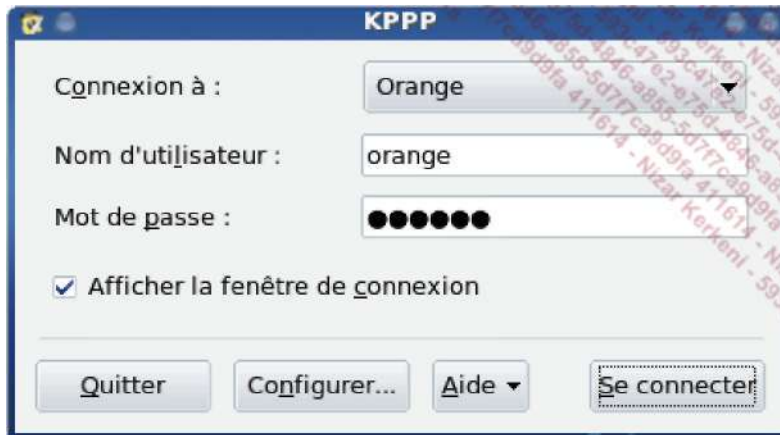 KPPP
Connexion à :
Orange
Nom d'utilisateur :
orange
Mot de passe :
●●●●●●
Afficher la fenêtre de connexion
Quitter
Configurer...
Aide
Se connecter